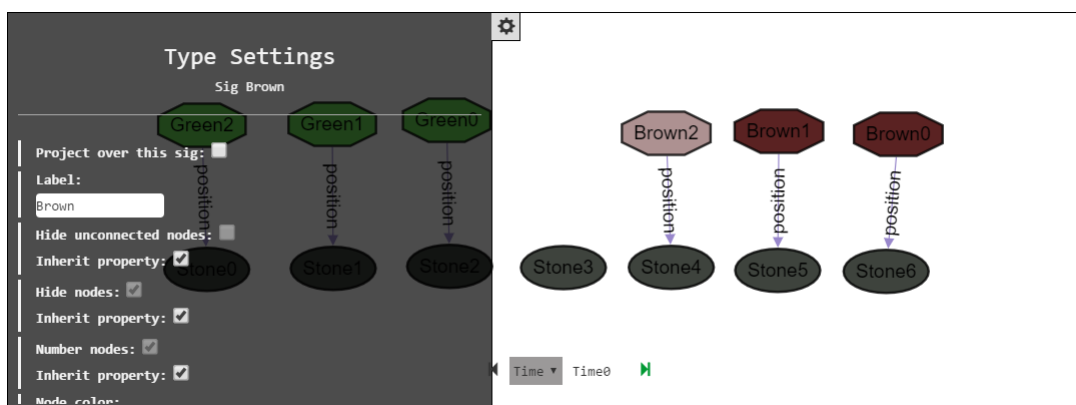 Type Settings
Sig Brown
Green2 Green1 Green0 Brown2 Brown1 Brown0
Project over this sig:
position position position position position position
Label:
Brown
Hide unconnected nodes:
Inherit property:
Stone0 Stone1 Stone2 Stone3 Stone4 Stone5 Stone6
Hide nodes:
Inherit property:
Number nodes:
Inherit property:
Time Time0
Node color: